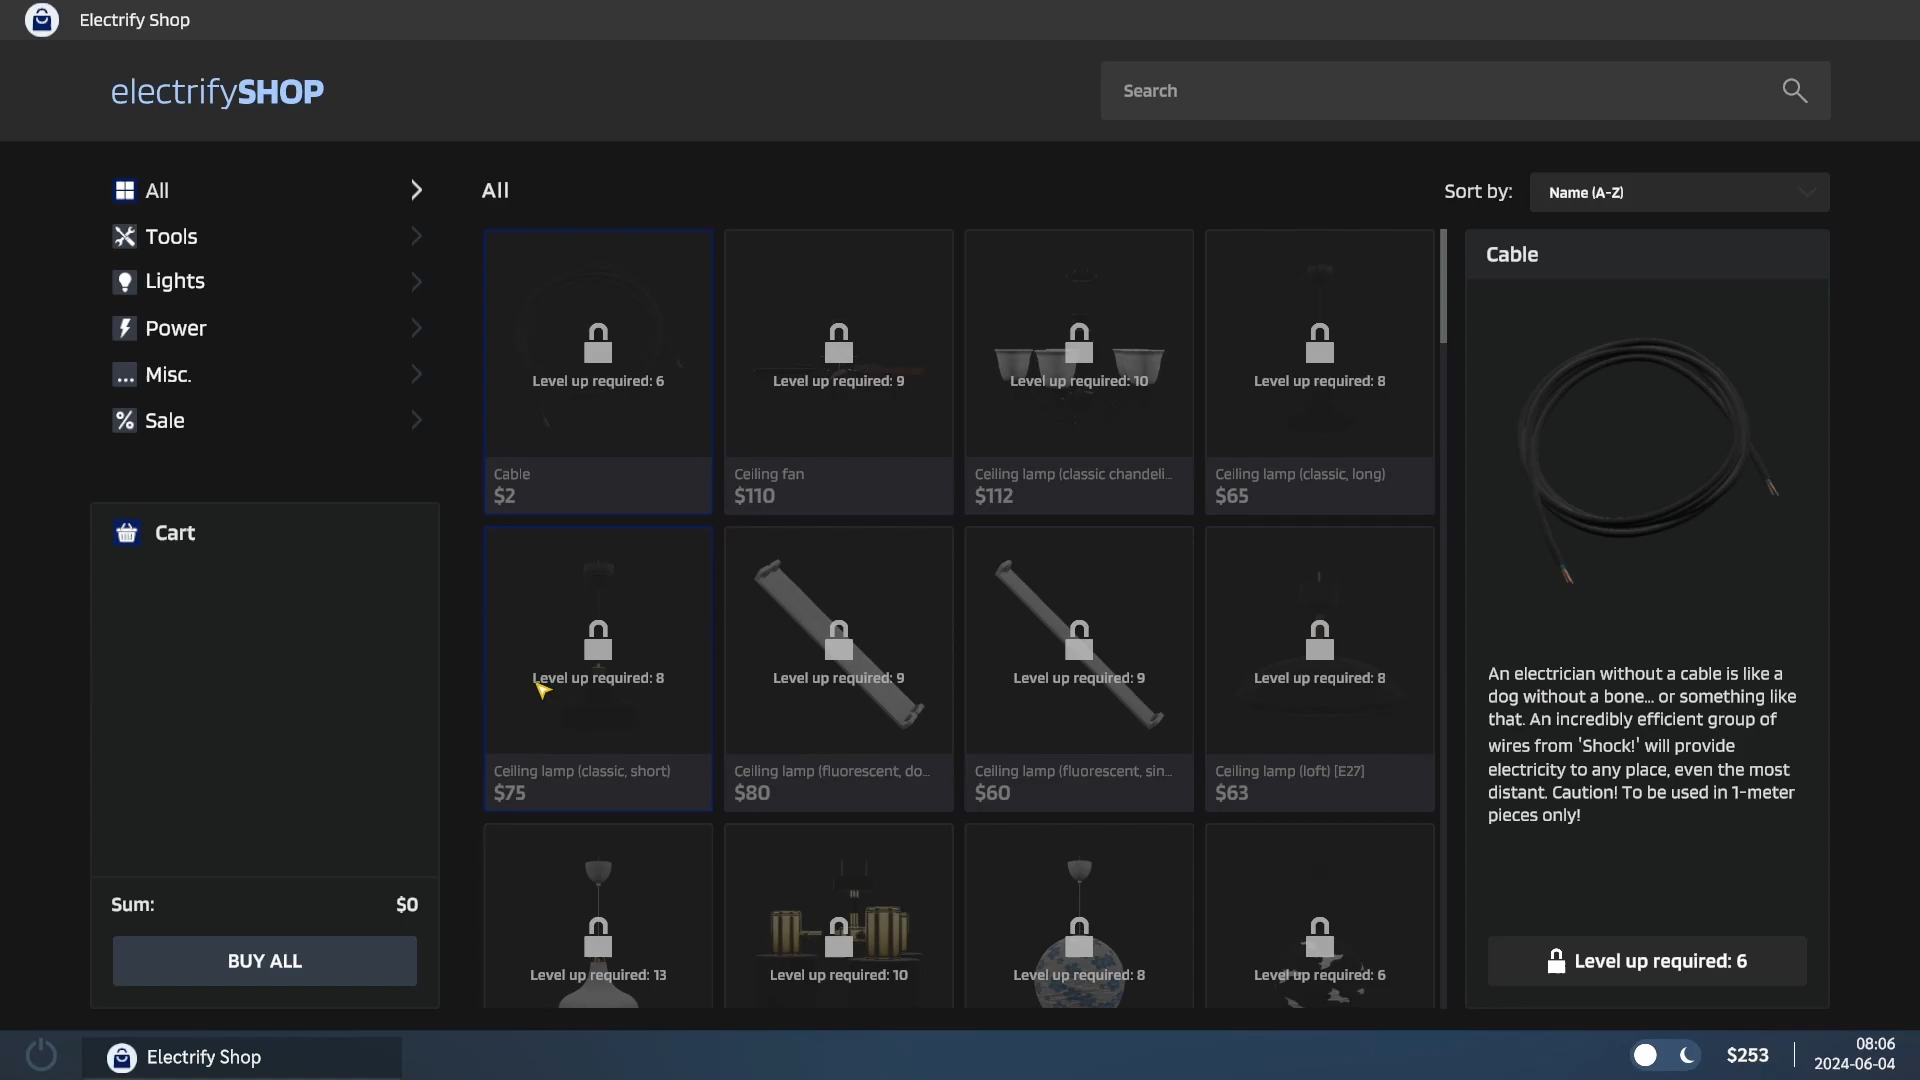 Electrify Shop
electrifySHOP
Search
All
Tools
Lights
Power
Misc.
Sale
All
Sort by:
Name (A-Z)
Level up required: 6
Cable
$2
Level up required: 9
Ceiling fan
$110
Level up required: 10
Ceiling lamp (classic chandeli...
$112
Level up required: 8
Ceiling lamp (classic, long)
$65
Level up required: 8
Ceiling lamp (classic, short)
$75
Level up required: 9
Ceiling lamp (fluorescent, do...
$80
Level up required: 9
Ceiling lamp (fluorescent, sin...
$60
Level up required: 8
Ceiling lamp (loft) [E27]
$63
Level up required: 13
Level up required: 10
Level up required: 8
Level up required: 6
Cable
An electrician without a cable is like a
dog without a bone... or something like
that. An incredibly efficient group of
wires from 'Shock!' will provide
electricity to any place, even the most
distant. Caution! To be used in 1-meter
pieces only!
Level up required: 6
Cart
Sum:
$0
BUY ALL
Electrify Shop
$253
08:06
2024-06-04